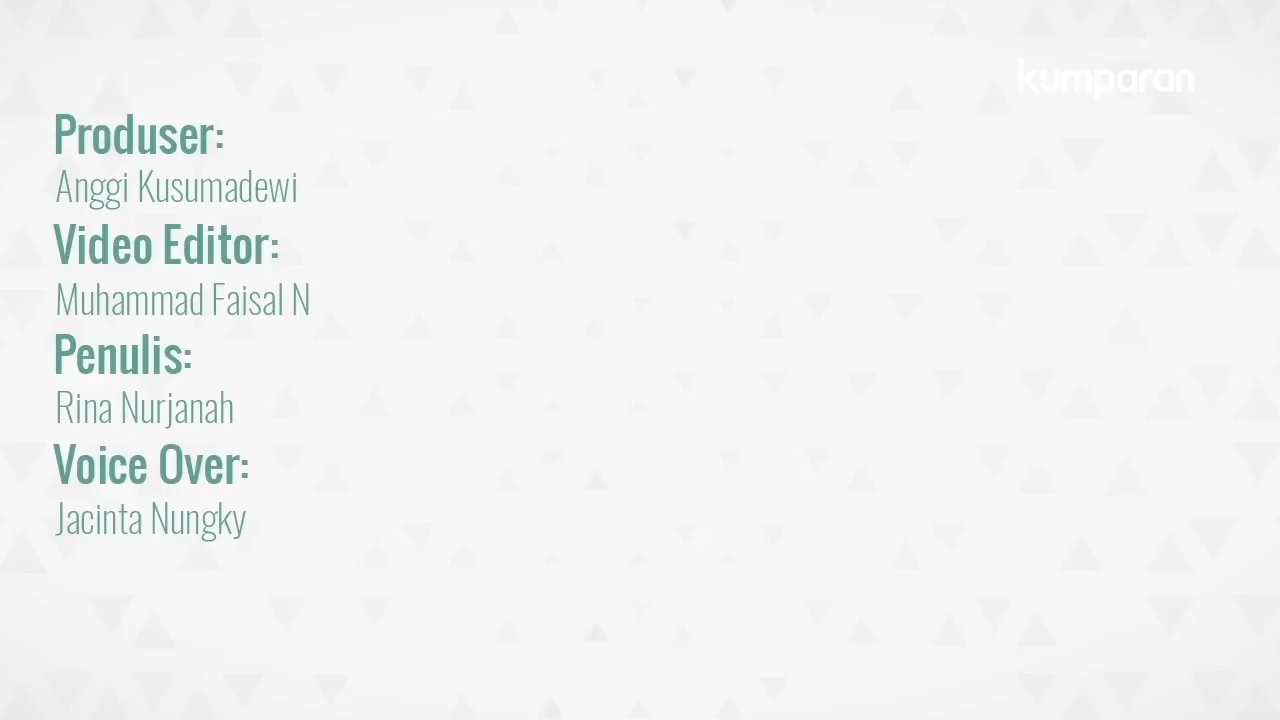 kumparan
Produser:
Anggi Kusumadewi
Video Editor:
Muhammad Faisal N
Penulis:
Rina Nurjanah
Voice Over:
Jacinta Nungky